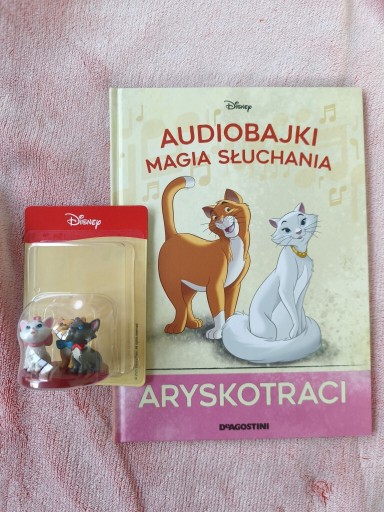 Disney
AUDIOBAJKI
MAGIA SŁUCHANIA
Disney
ARYSKOTRACI
DeAGOSTINI